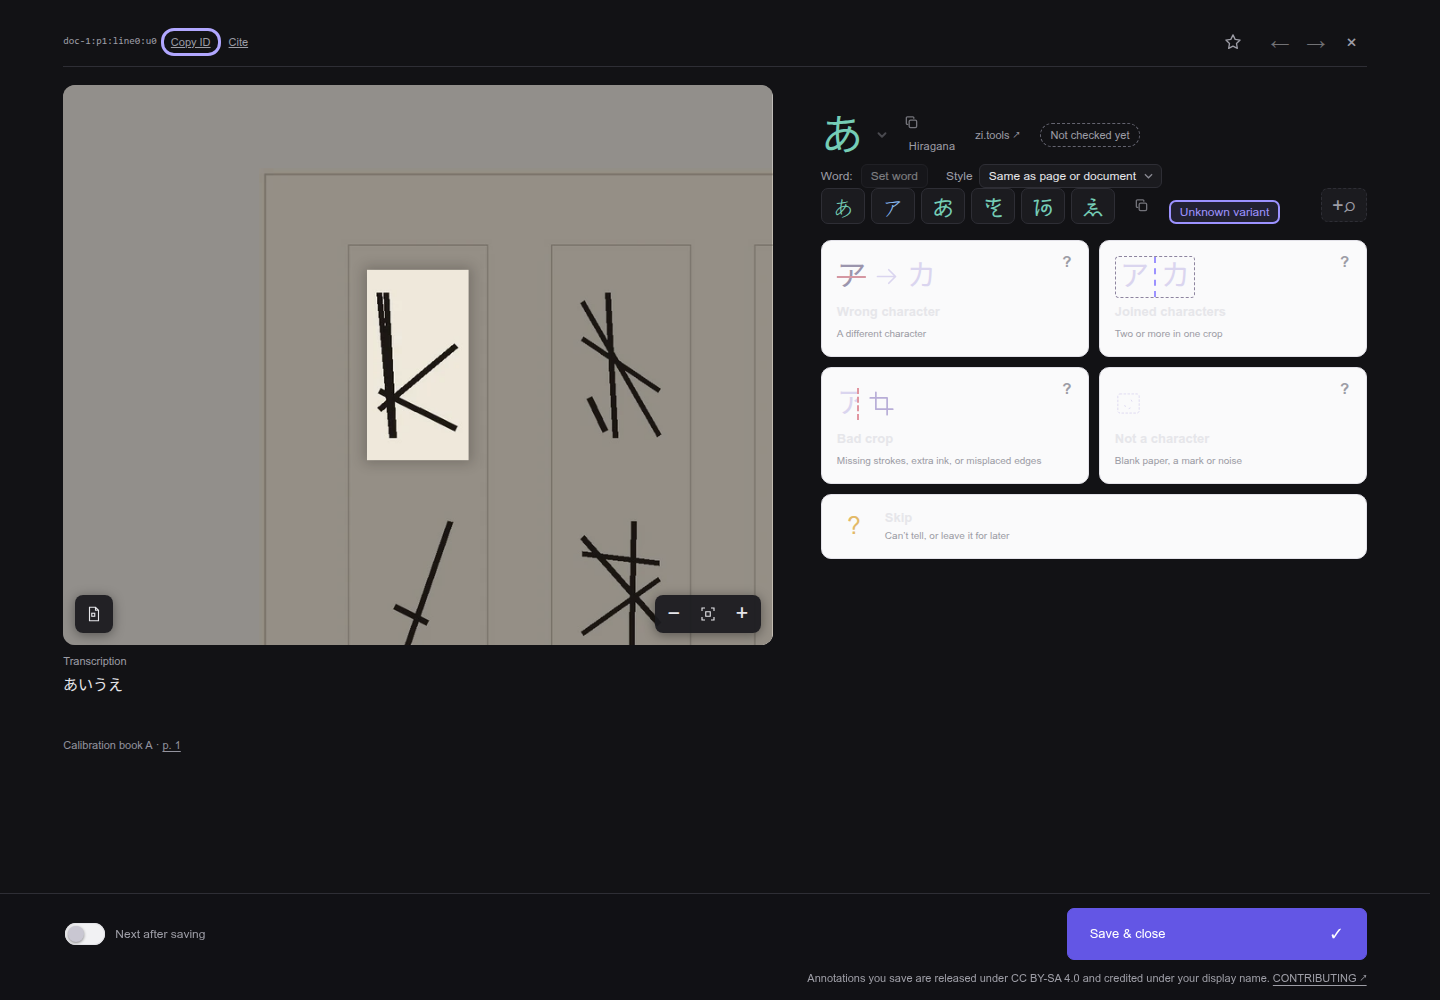 doc-1:p1:line0:u0 Copy ID Cite
あ Hiragana zi.tools ↗ Not checked yet
Word: Set word Style Same as page or document
あ ア あ Unknown variant
ア → カ ?
Wrong character
A different character
ア カ ?
Joined characters
Two or more in one crop
ア ?
Bad crop
Missing strokes, extra ink, or misplaced edges
?
Not a character
Blank paper, a mark or noise
? Skip
Can't tell, or leave it for later
Transcription
あいうえ
Calibration book A · p. 1
Next after saving
Save & close ✓
Annotations you save are released under CC BY-SA 4.0 and credited under your display name. CONTRIBUTING ↗